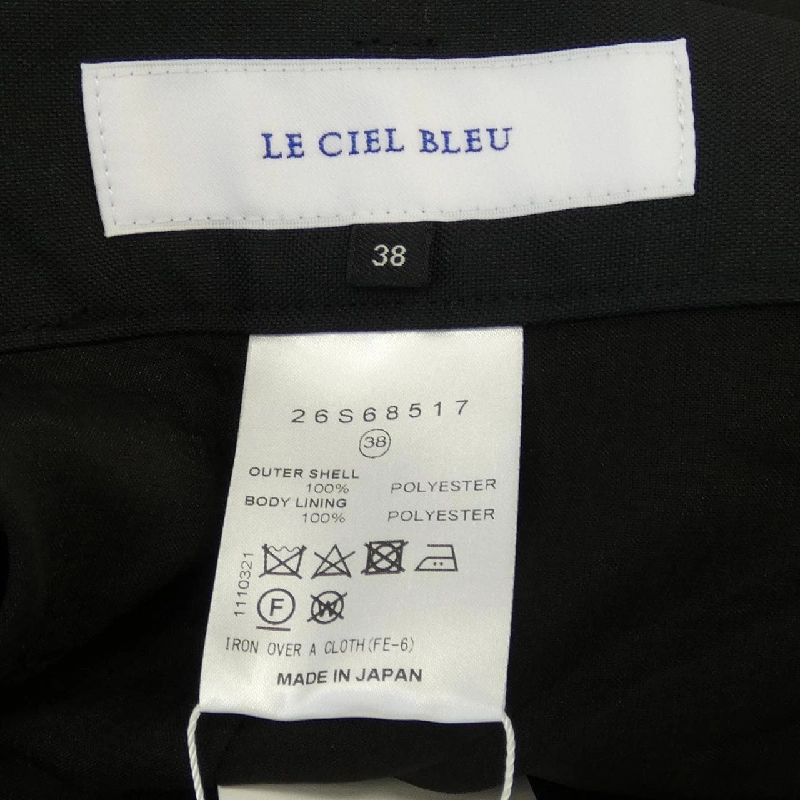 LE CIEL BLEU
38
26S68517
38
OUTER SHELL
100% POLYESTER
BODY LINING
100% POLYESTER
1110321
F W
IRON OVER A CLOTH(FE-6)
MADE IN JAPAN